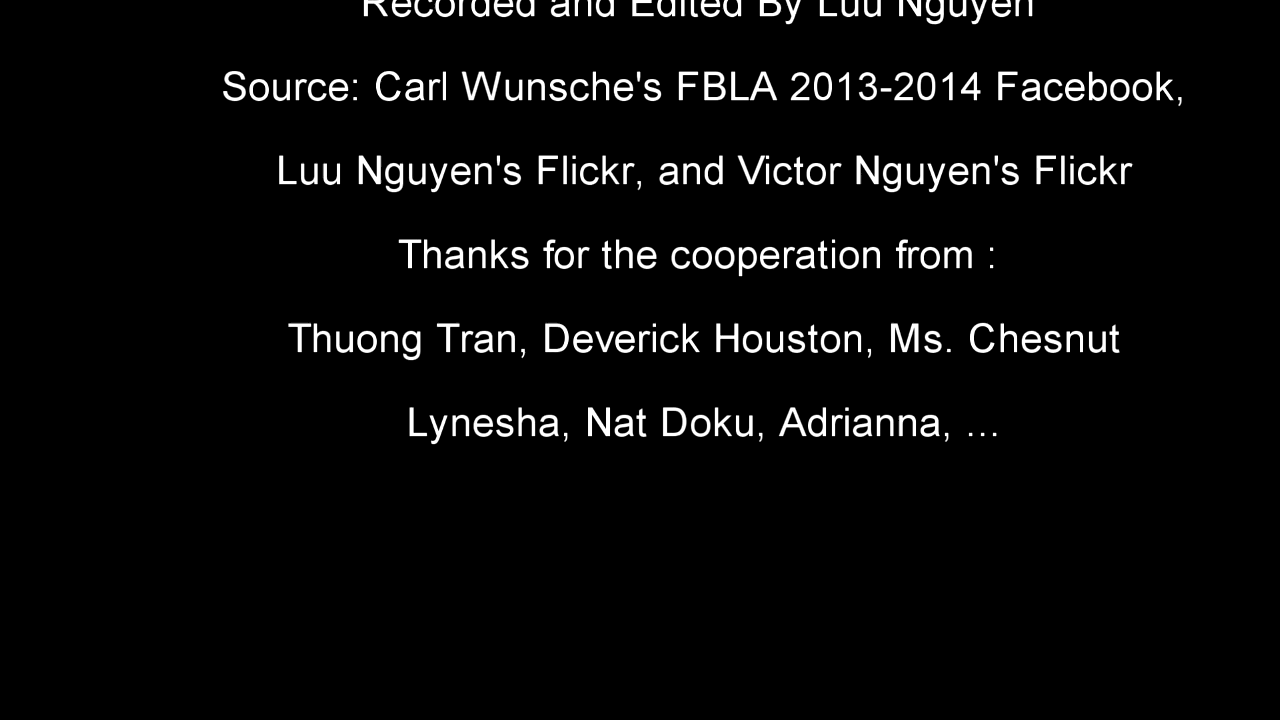 Recorded and Edited By Luu Nguyen
Source: Carl Wunsche's FBLA 2013-2014 Facebook,
Luu Nguyen's Flickr, and Victor Nguyen's Flickr
Thanks for the cooperation from :
Thuong Tran, Deverick Houston, Ms. Chesnut
Lynesha, Nat Doku, Adrianna, ...